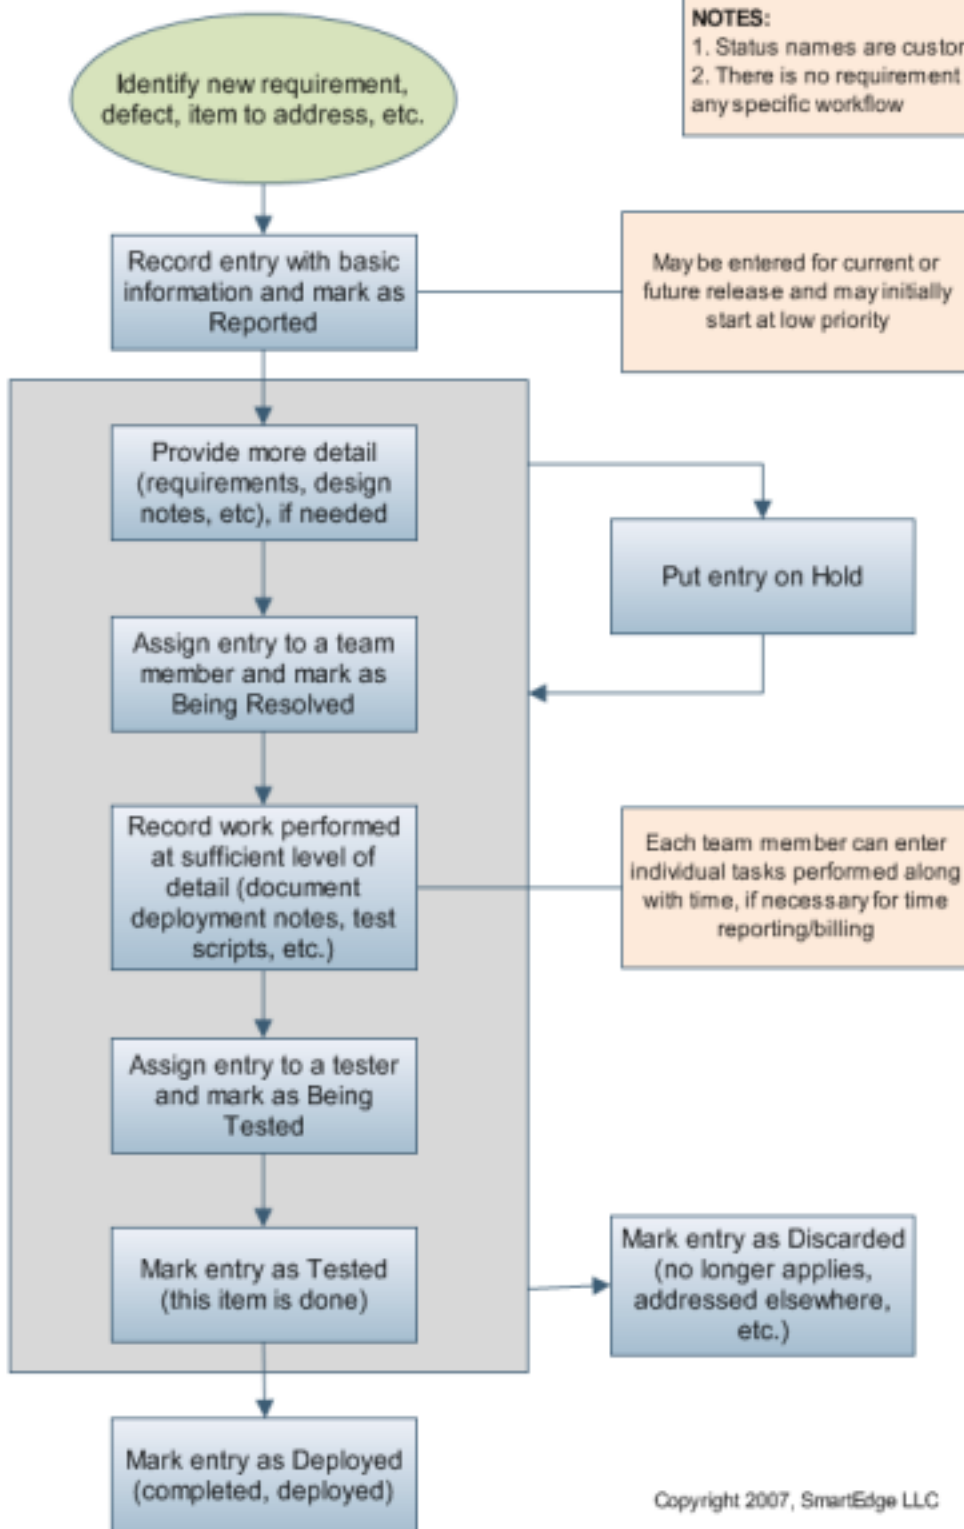 Identify new requirement,
defect, item to address, etc.
NOTES:
1. Status names are custor
2. There is no requirement
any specific workflow
Record entry with basic
information and mark as
Reported
May be entered for current or
future release and may initially
start at low priority
Provide more detail
(requirements, design
notes, etc), if needed
Put entry on Hold
Assign entry to a team
member and mark as
Being Resolved
Record work performed
at sufficient level of
detail (document
deployment notes, test
scripts, etc.)
Each team member can enter
individual tasks performed along
with time, if necessary for time
reporting/billing
Assign entry to a tester
and mark as Being
Tested
Mark entry as Tested
(this item is done)
Mark entry as Discarded
(no longer applies,
addressed elsewhere,
etc.)
Mark entry as Deployed
(completed, deployed)
Copyright 2007, SmartEdge LLC